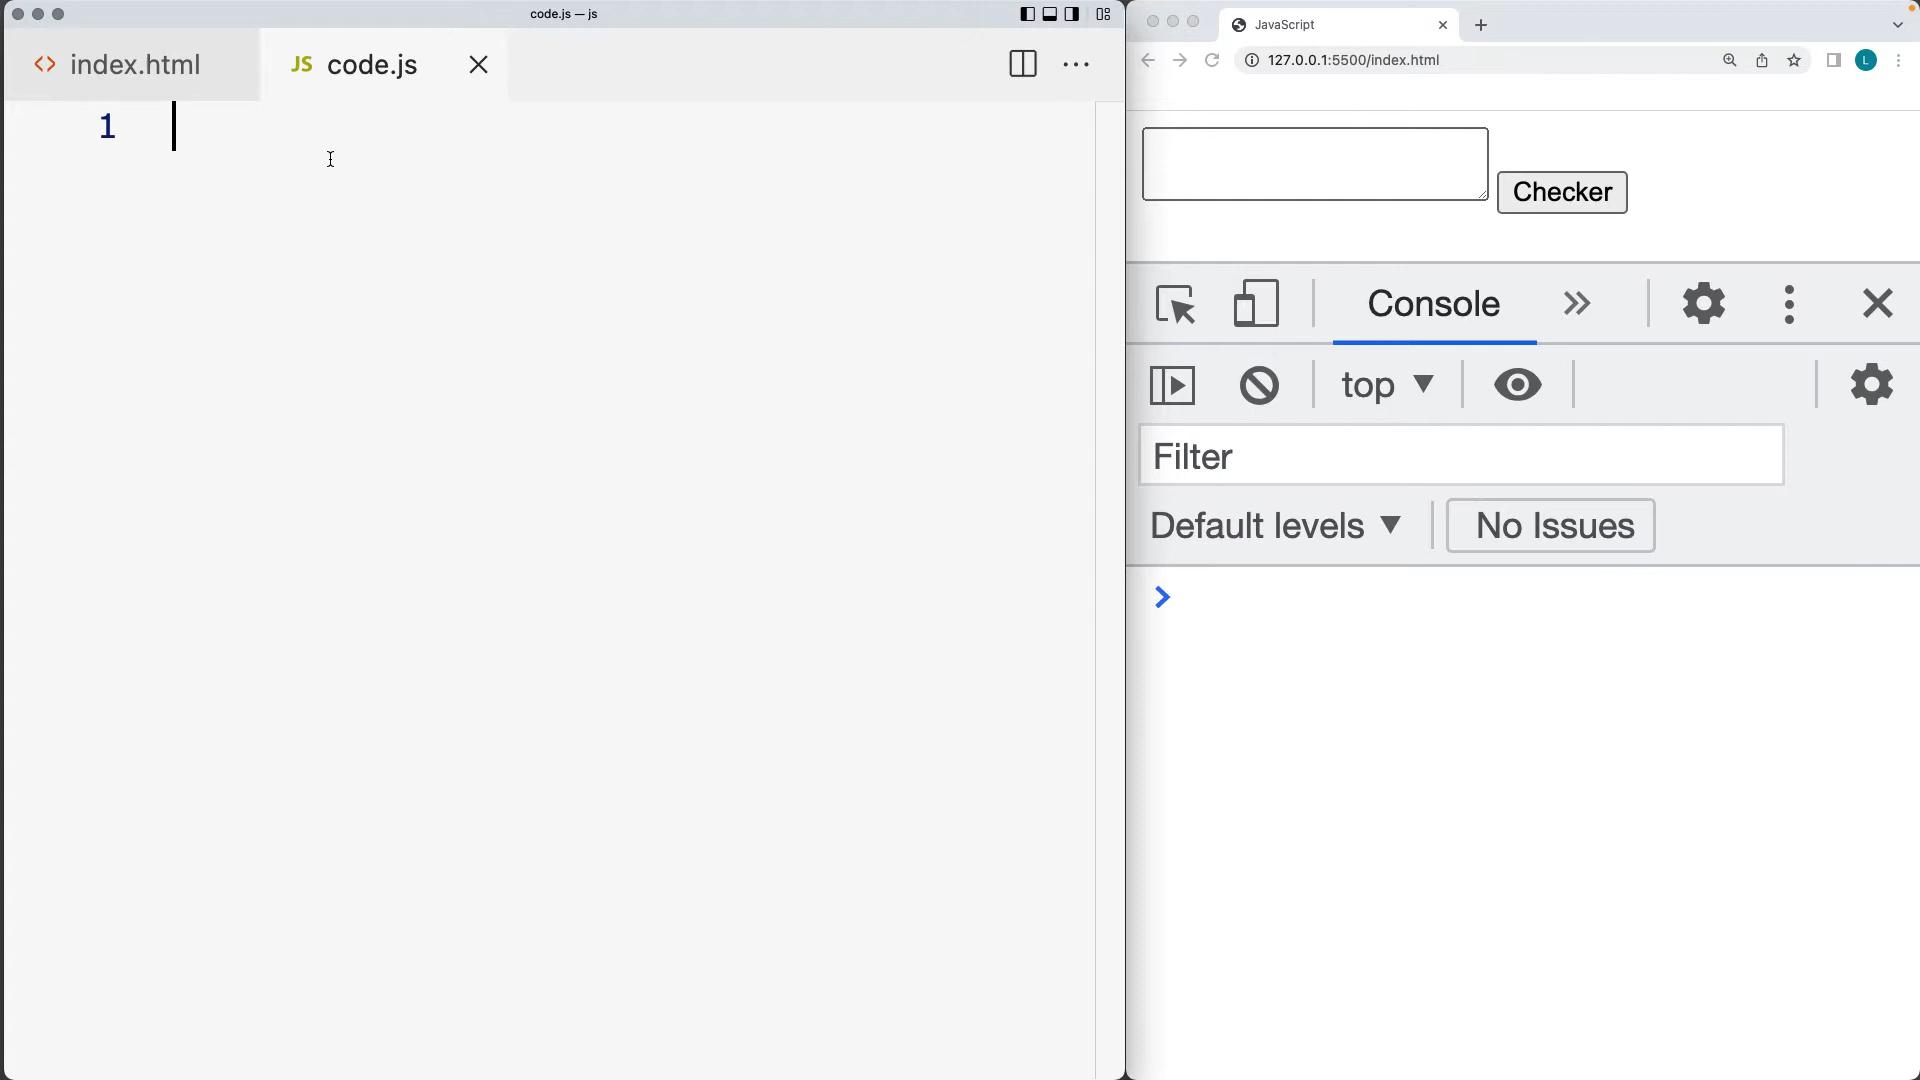 code.js — js
index.html
JS code.js
1
JavaScript
127.0.0.1:5500/index.html
L
Checker
Console
top
Filter
Default levels
No Issues